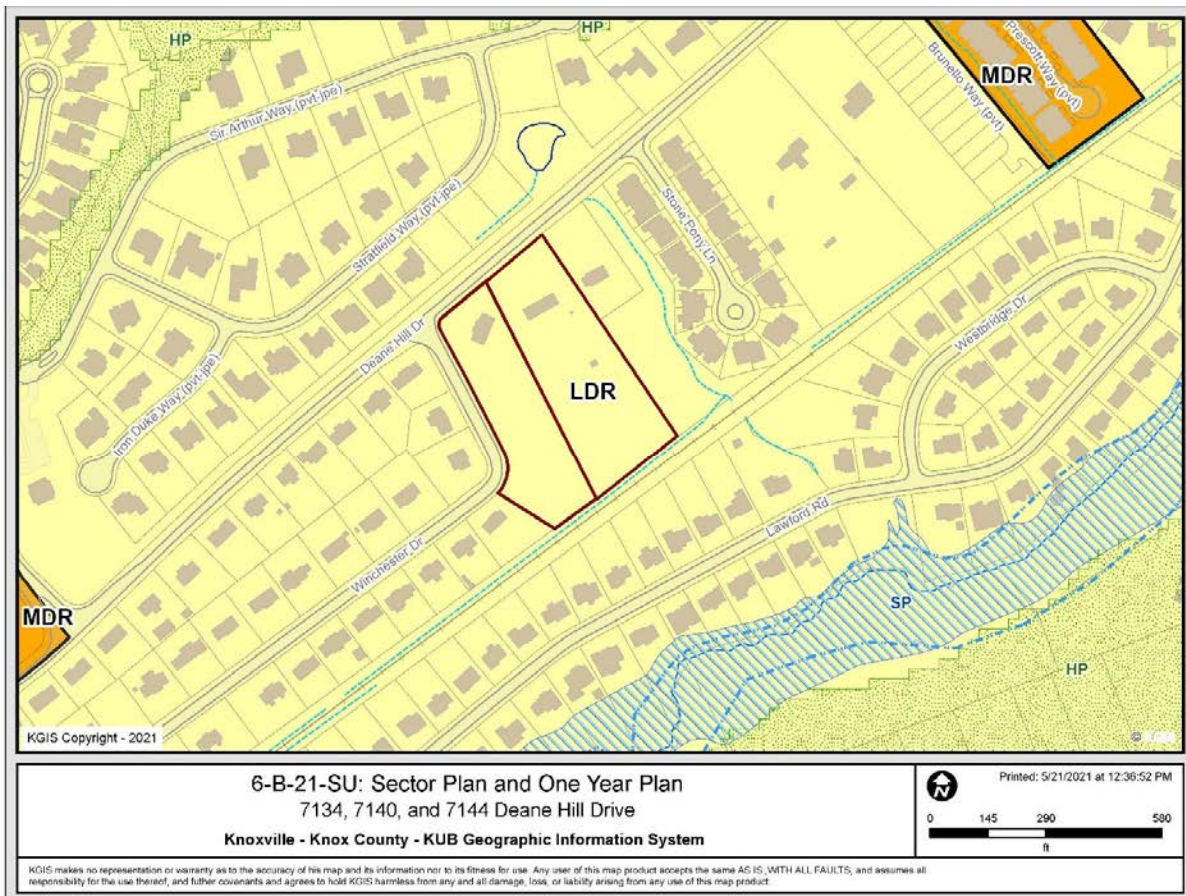 HP
HP
MDR
Prescott Way (pvt)
Brunello Way (pvt)
Sir Arthur Way (pvt-jpe)
Stratfield Way (pvt-jpe)
Stone Pony Ln
Westbridge Dr
Deane Hill Dr
Iron Duke Way (pvt-jpe)
LDR
Lawford Rd
Winchester Dr
SP
MDR
HP
KGIS Copyright - 2021
6-B-21-SU: Sector Plan and One Year Plan
7134, 7140, and 7144 Deane Hill Drive
Knoxville - Knox County - KUB Geographic Information System
N
Printed: 5/21/2021 at 12:36:52 PM
0 145 290 580
ft
KGIS makes no representation or warranty as to the accuracy of his map and its information nor to its fitness for use. Any user of this map product accepts the same AS IS ,WITH ALL FAULTS, and assumes all
responsibility for the use thereof, and futher covenants and agrees to hold KGIS harmless from any and all damage, loss, or liability arising from any use of this map product.